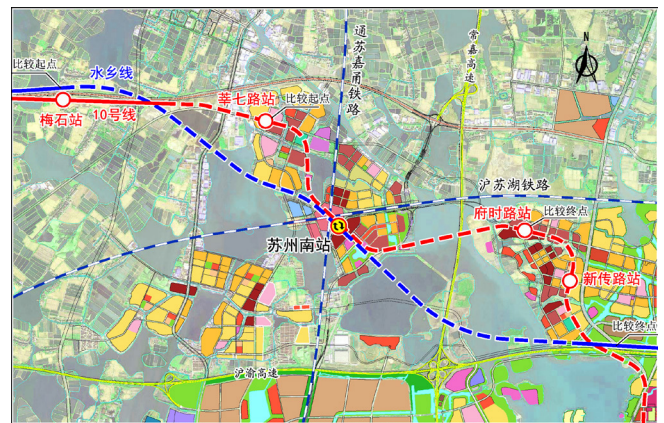 比较起点
水乡线
梅石站
10号线
莘七路站
比较起点
通苏嘉甬铁路
常嘉高速
N
沪苏湖铁路
苏州南站
府时路站
比较终点
新传路站
比较终点
沪渝高速